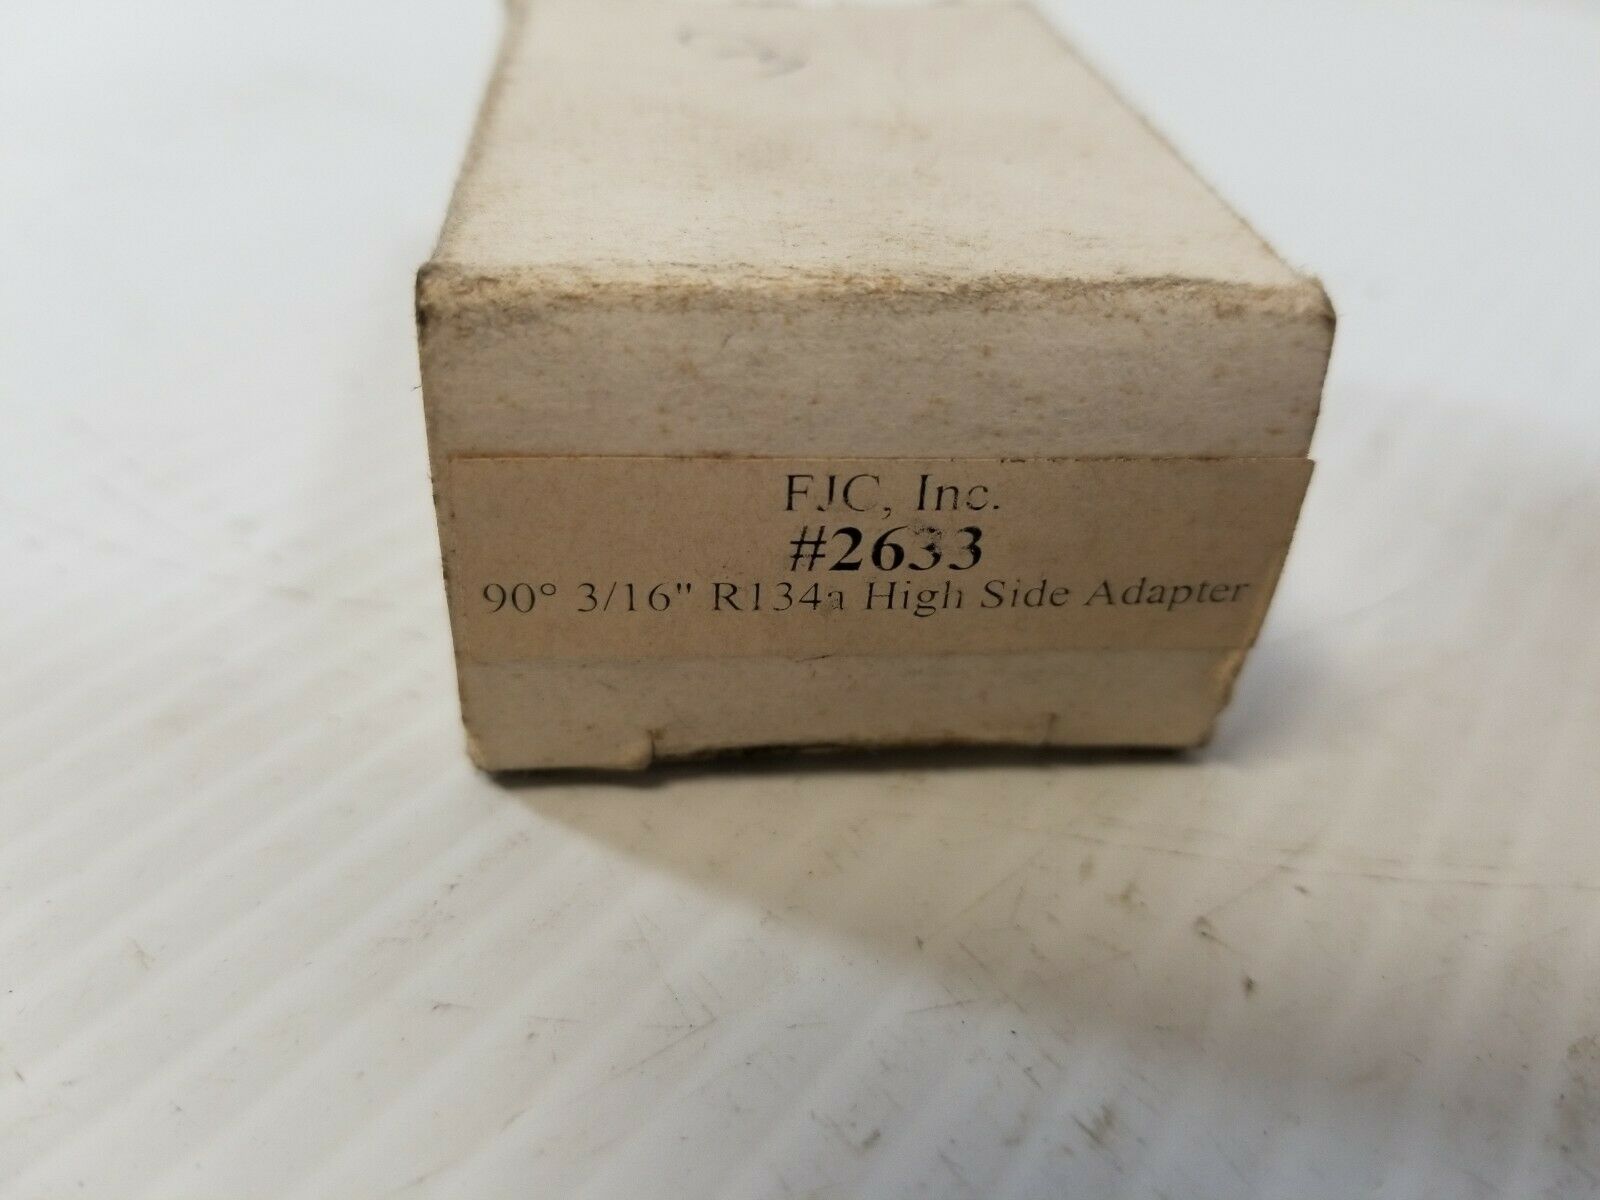 FJC, Inc.
#2633
90° 3/16" R134a High Side Adapter